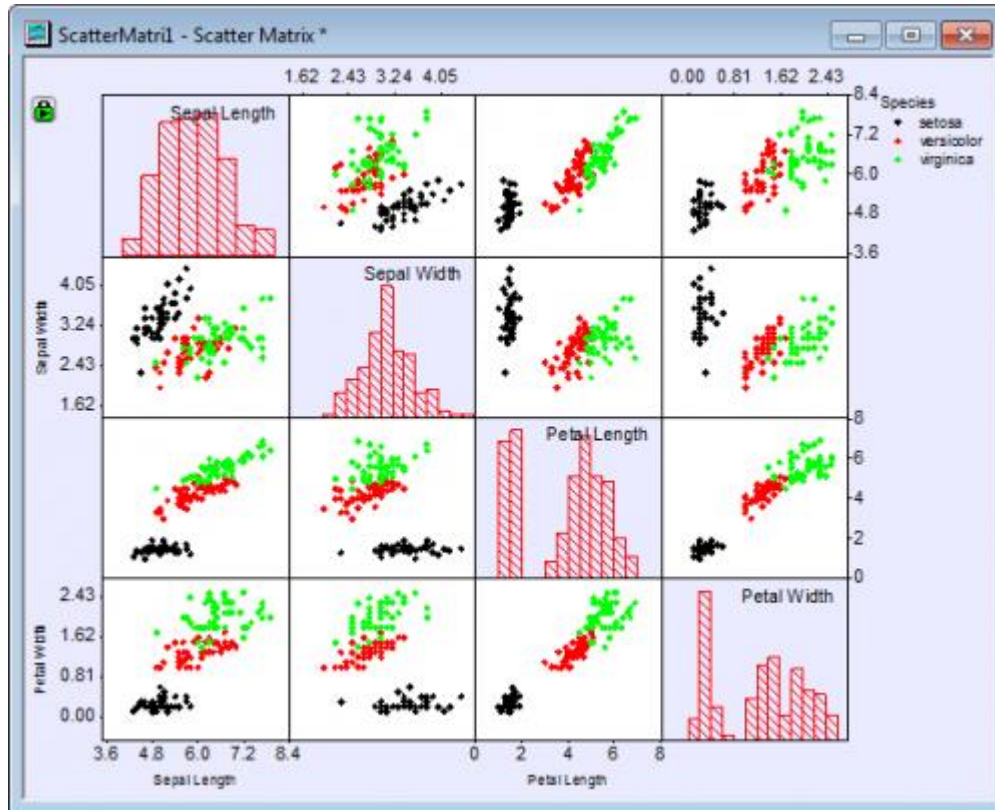 ScatterMatri1 - Scatter Matrix *
1.62 2.43 3.24 4.05
0.00 0.81 1.62 2.43
Sepal Length
8.4
7.2
6.0
4.8
3.6
Species
setosa
versicolor
virginica
Sepal Width
4.05
3.24
2.43
1.62
Sepal Width
Petal Length
8
6
4
2
0
Petal Width
2.43
1.62
0.81
0.00
Petal Width
3.6 4.8 6.0 7.2 8.4
0 2 4 6 8
Sepal Length
Petal Length